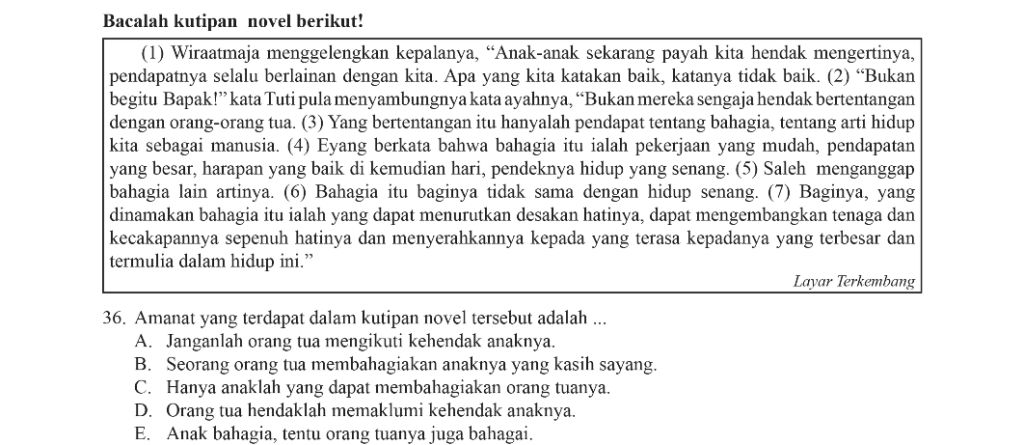 Bacalah kutipan novel berikut!
(1) Wiraatmaja menggelengkan kepalanya, “Anak-anak sekarang payah kita hendak mengertinya,
pendapatnya selalu berlainan dengan kita. Apa yang kita katakan baik, katanya tidak baik. (2) “Bukan
begitu Bapak!” kata Tuti pula menyambungnya kata ayahnya, “Bukan mereka sengaja hendak bertentangan
dengan orang-orang tua. (3) Yang bertentangan itu hanyalah pendapat tentang bahagia, tentang arti hidup
kita sebagai manusia. (4) Eyang berkata bahwa bahagia itu ialah pekerjaan yang mudah, pendapatan
yang besar, harapan yang baik di kemudian hari, pendeknya hidup yang senang. (5) Saleh menganggap
bahagia lain artinya. (6) Bahagia itu baginya tidak sama dengan hidup senang. (7) Baginya, yang
dinamakan bahagia itu ialah yang dapat menurutkan desakan hatinya, dapat mengembangkan tenaga dan
kecakapannya sepenuh hatinya dan menyerahkannya kepada yang terasa kepadanya yang terbesar dan
termulia dalam hidup ini.”
Layar Terkembang
36. Amanat yang terdapat dalam kutipan novel tersebut adalah ...
A. Janganlah orang tua mengikuti kehendak anaknya.
B. Seorang orang tua membahagiakan anaknya yang kasih sayang.
C. Hanya anaklah yang dapat membahagiakan orang tuanya.
D. Orang tua hendaklah memaklumi kehendak anaknya.
E. Anak bahagia, tentu orang tuanya juga bahagai.